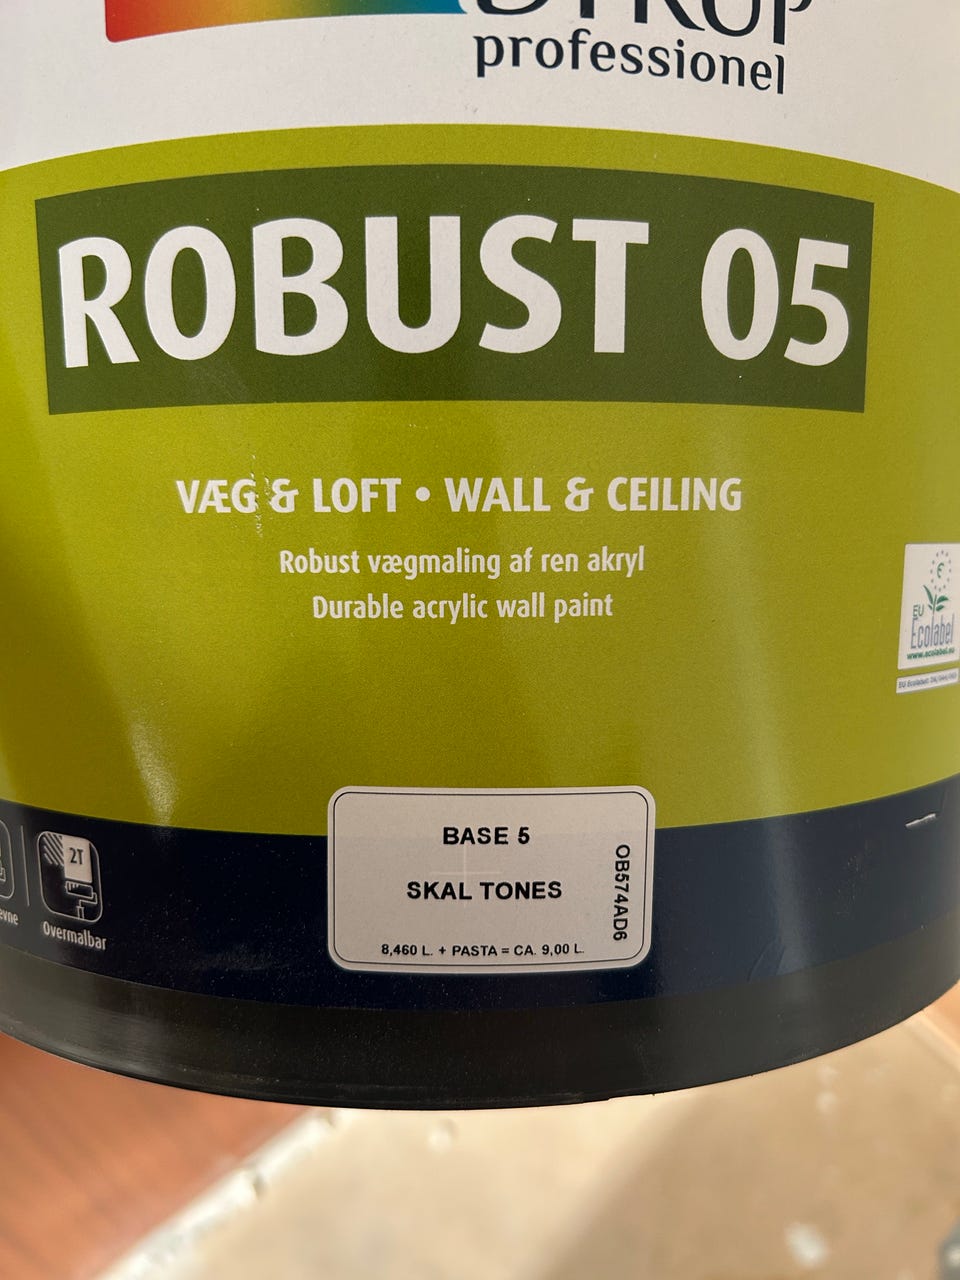 professionel
ROBUST 05
VÆG & LOFT • WALL & CEILING
Robust vægmaling af ren akryl
Durable acrylic wall paint
EU
Ecolabel
www.ecolabel.eu
BASE 5
SKAL TONES
8,460 L. + PASTA = CA. 9,00 L.
OB574AD6
2T
Overmalbar